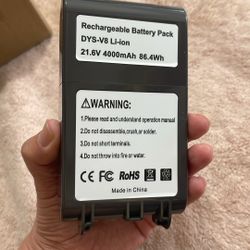 Rechargeable Battery Pack
DYS-V8 Li-ion
21.6V 4000mAh 86.4Wh
⚠WARNING:
1.Please read and understand operation manual
2.Do not disassemble,crush,or solder.
3.Do not short terminals.
4.Do not throw into fire or water.
CE RoHS
Made in China